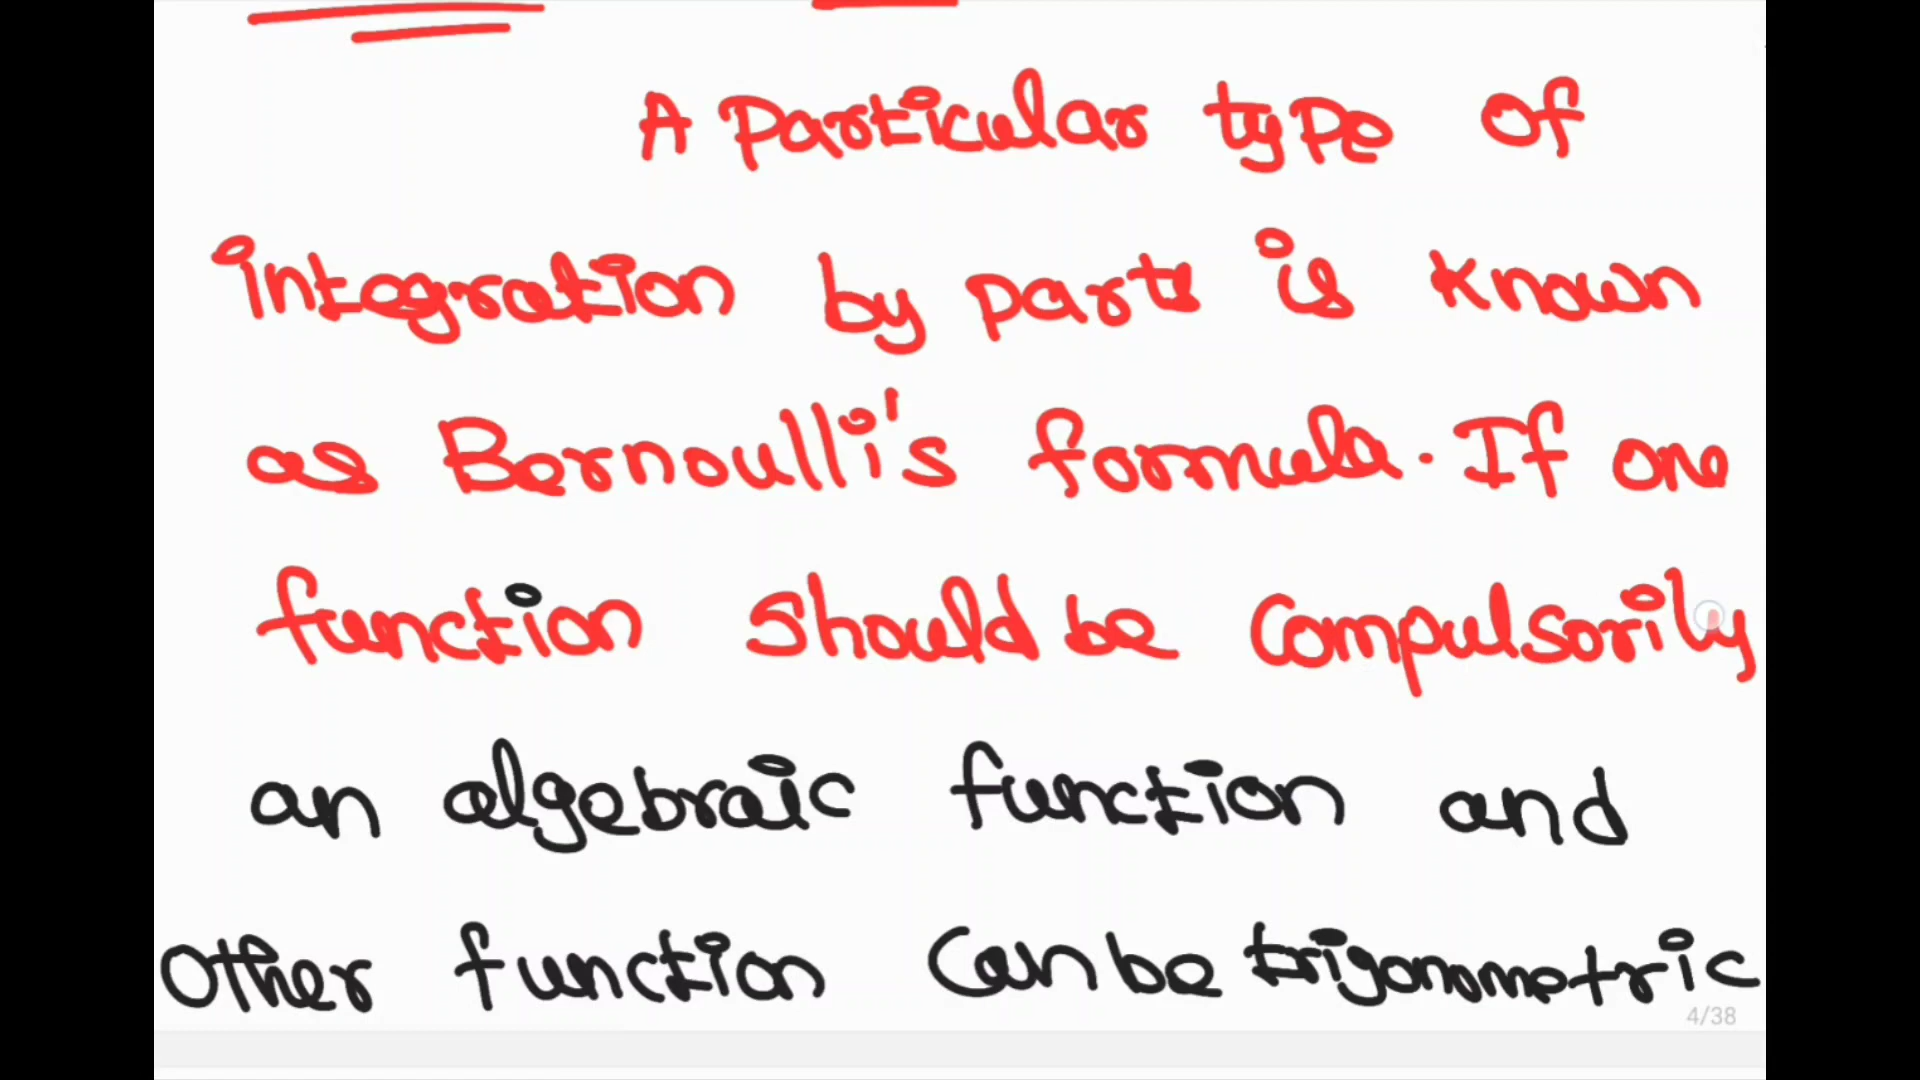 A Particular type of
integration by parts is known
as Bernoulli's formula. If one
function should be compulsorily
an algebraic function and
Other function can be trigonometric
4/38